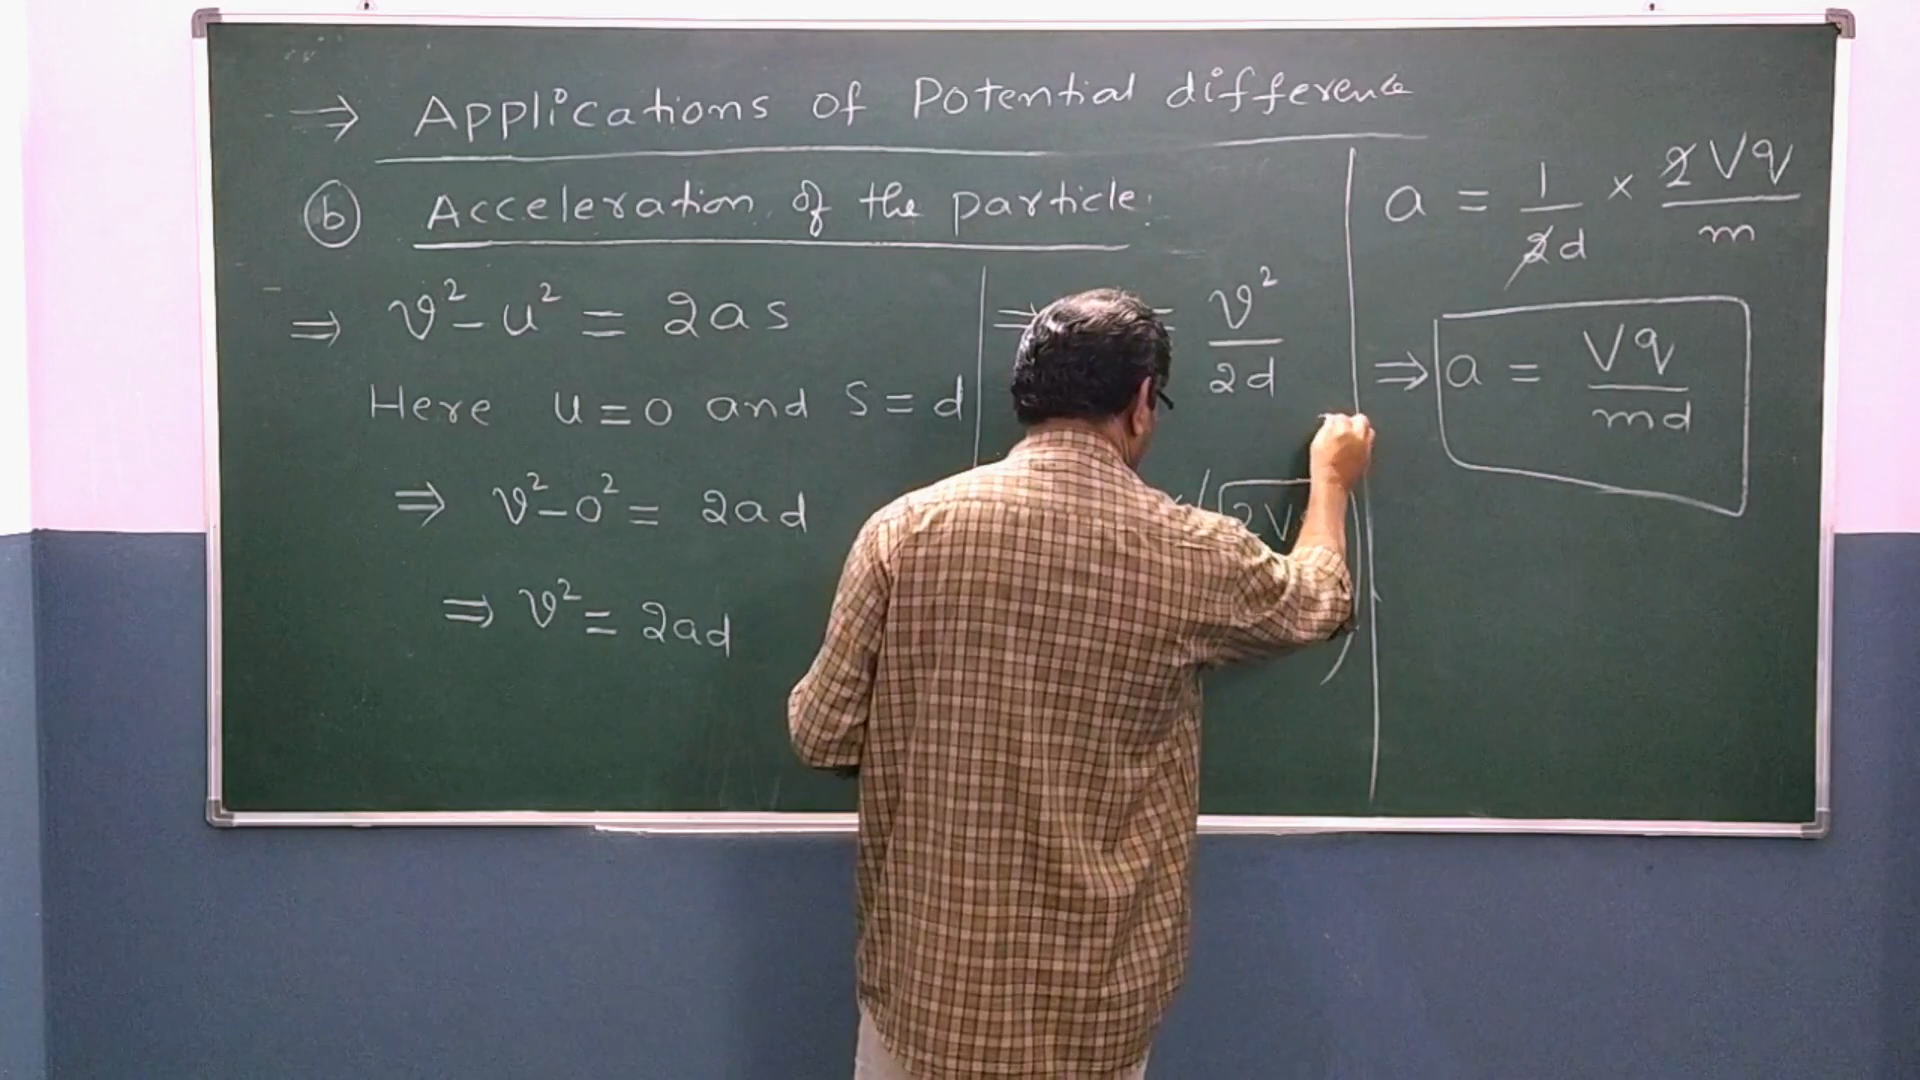 ⇒ Applications of Potential difference
ⓑ Acceleration of the particle.
⇒ v² - u² = 2as
Here u = 0 and s = d
⇒ v² - 0² = 2ad
⇒ v² = 2ad
⇒ = v² / 2d
2V
a = 1/2d × 2Vq/m
⇒ a = Vq/md